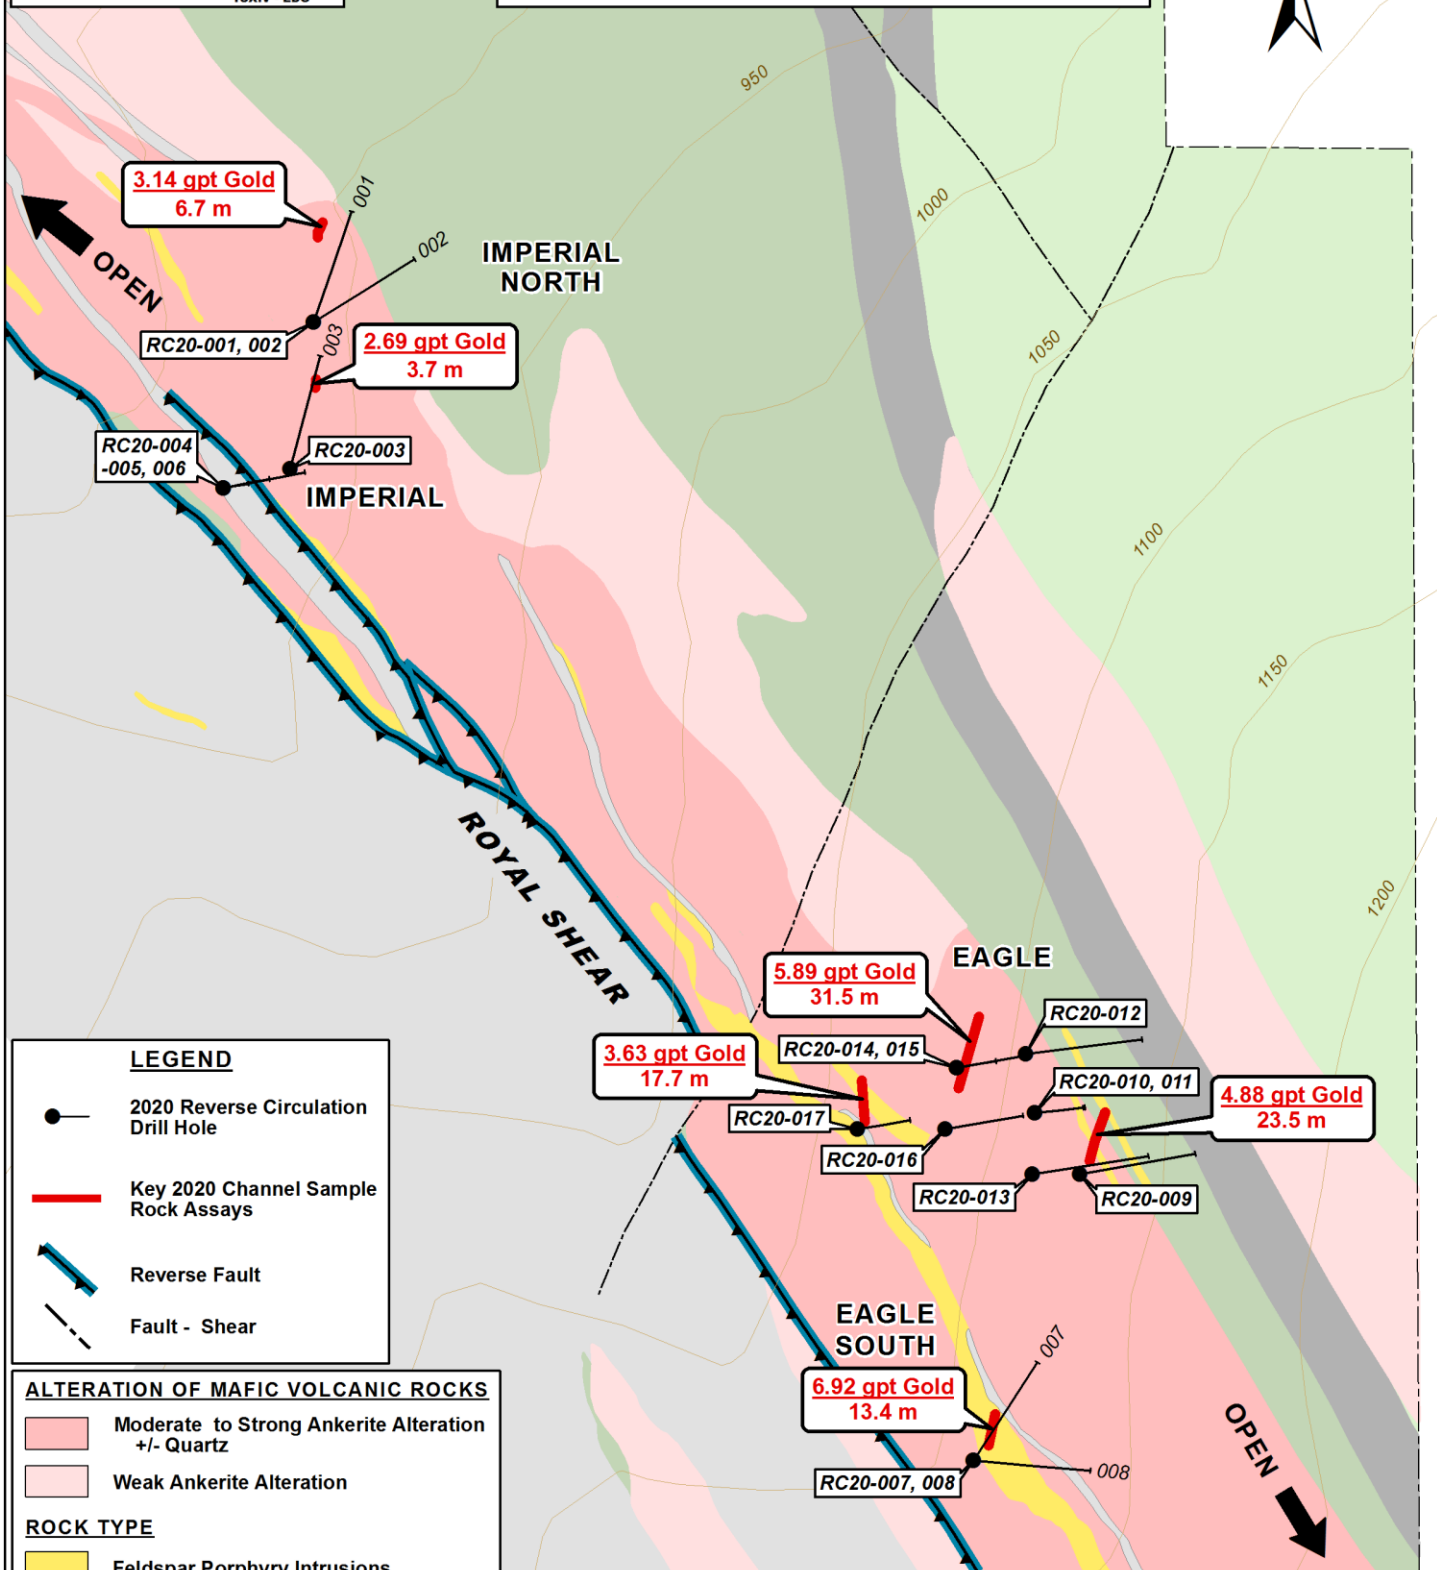 950
3.14 gpt Gold
6.7 m
001
002
1000
OPEN
IMPERIAL
NORTH
RC20-001, 002
003
2.69 gpt Gold
3.7 m
1050
RC20-004
-005, 006
RC20-003
IMPERIAL
1100
1150
ROYAL SHEAR
1200
EAGLE
5.89 gpt Gold
31.5 m
RC20-012
3.63 gpt Gold
17.7 m
RC20-014, 015
RC20-010, 011
4.88 gpt Gold
23.5 m
RC20-017
RC20-016
RC20-013
RC20-009
LEGEND
2020 Reverse Circulation
Drill Hole
Key 2020 Channel Sample
Rock Assays
Reverse Fault
Fault - Shear
EAGLE
SOUTH
007
6.92 gpt Gold
13.4 m
OPEN
RC20-007, 008
008
ALTERATION OF MAFIC VOLCANIC ROCKS
Moderate to Strong Ankerite Alteration
+/- Quartz
Weak Ankerite Alteration
ROCK TYPE
Feldspar Porphyry Intrusions